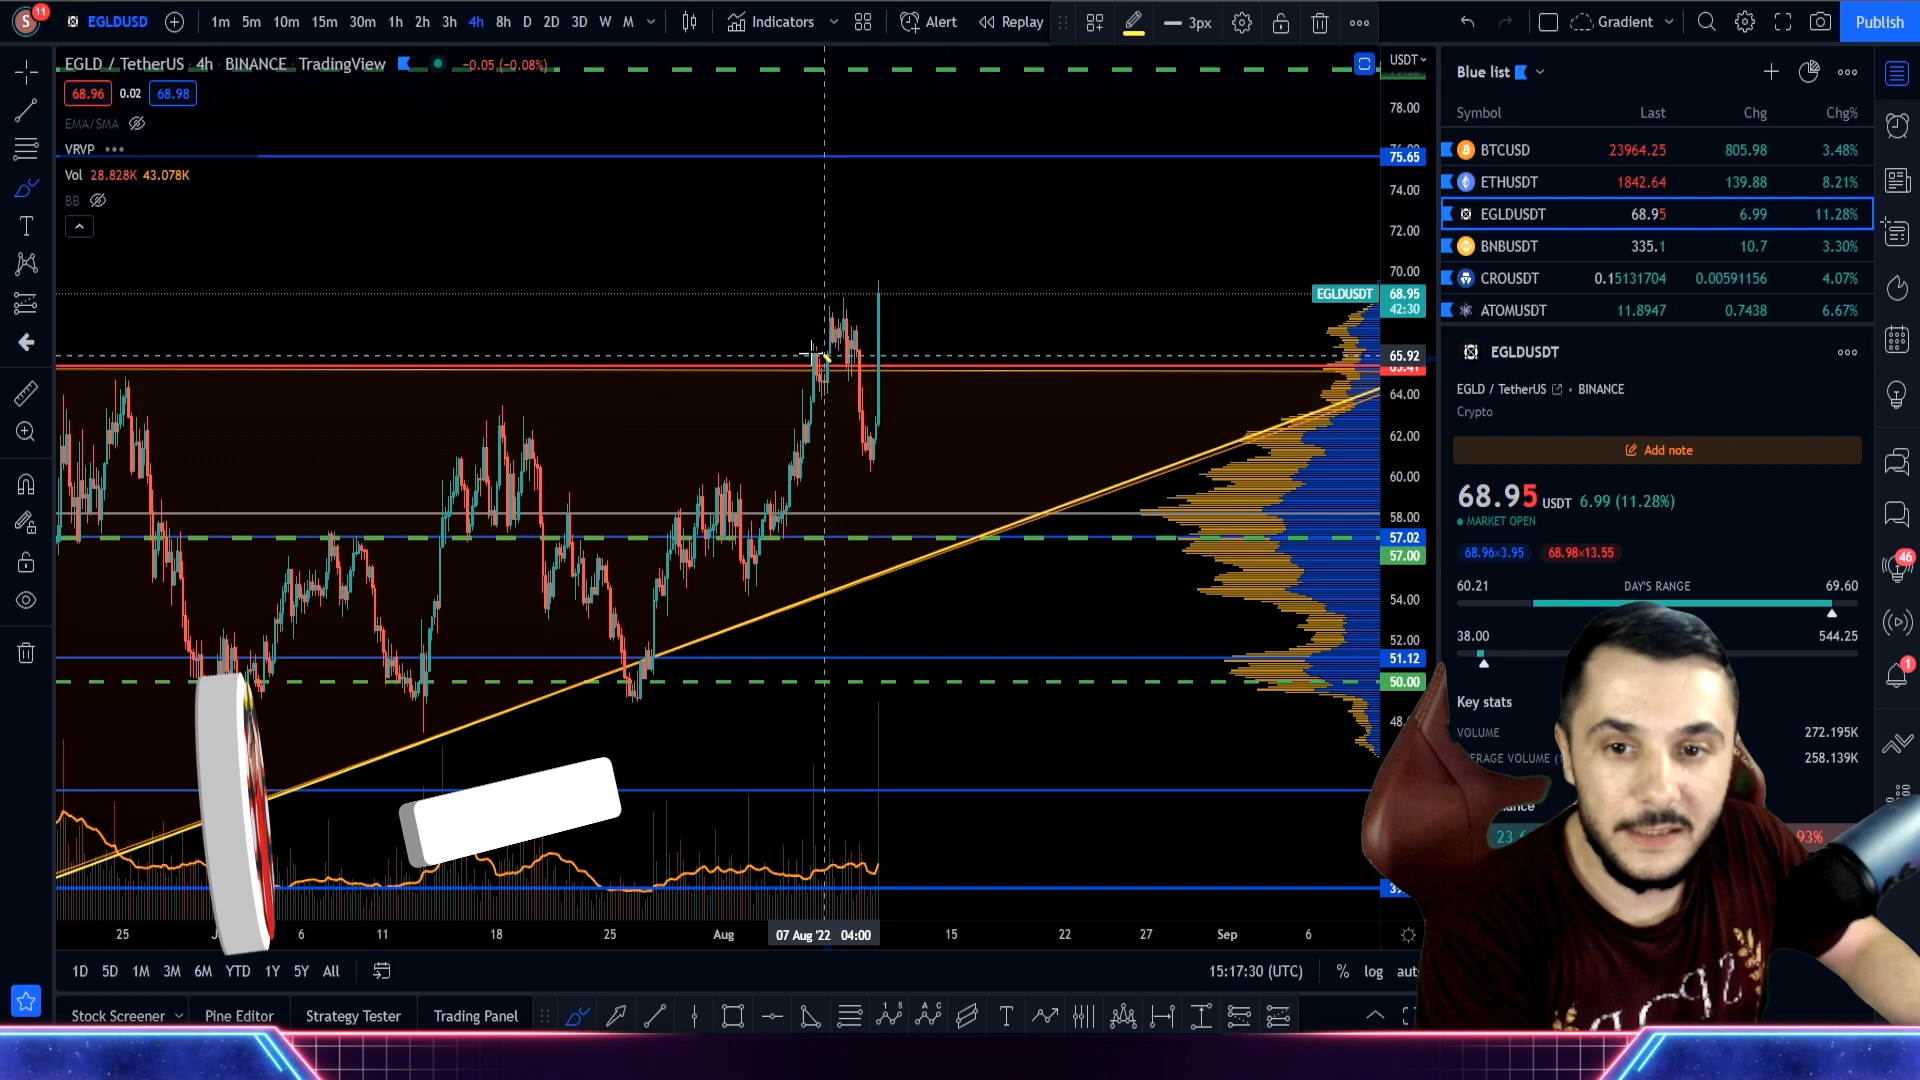 S 11 EGLDUSD 1m 5m 10m 15m 30m 1h 2h 3h 4h 8h D 2D 3D W M Indicators Alert Replay 3px Gradient Publish
EGLD / TetherUS · 4h · BINANCE · TradingView −0.05 (−0.08%)
68.96 0.02 68.98
EMA/SMA
VRVP
Vol 28.828K 43.078K
BB
USDT
78.00
75.65
74.00
72.00
70.00
EGLDUSDT 68.95
42:30
65.92
64.00
62.00
60.00
58.00
57.02
57.00
54.00
52.00
51.12
50.00
25 6 11 18 25 Aug 07 Aug '22 04:00 15 22 27 Sep 6
1D 5D 1M 3M 6M YTD 1Y 5Y All 15:17:30 (UTC) % log
Stock Screener Pine Editor Strategy Tester Trading Panel
Blue list
Symbol Last Chg Chg%
BTCUSD 23964.25 805.98 3.48%
ETHUSDT 1842.64 139.88 8.21%
EGLDUSDT 68.95 6.99 11.28%
BNBUSDT 335.1 10.7 3.30%
CROUSDT 0.15131704 0.00591156 4.07%
ATOMUSDT 11.8947 0.7438 6.67%
EGLDUSDT
EGLD / TetherUS · BINANCE
Crypto
Add note
68.95 USDT 6.99 (11.28%)
MARKET OPEN
68.96×3.95 68.98×13.55
60.21 DAY'S RANGE 69.60
38.00 544.25
Key stats
VOLUME 272.195K
258.139K
46
1